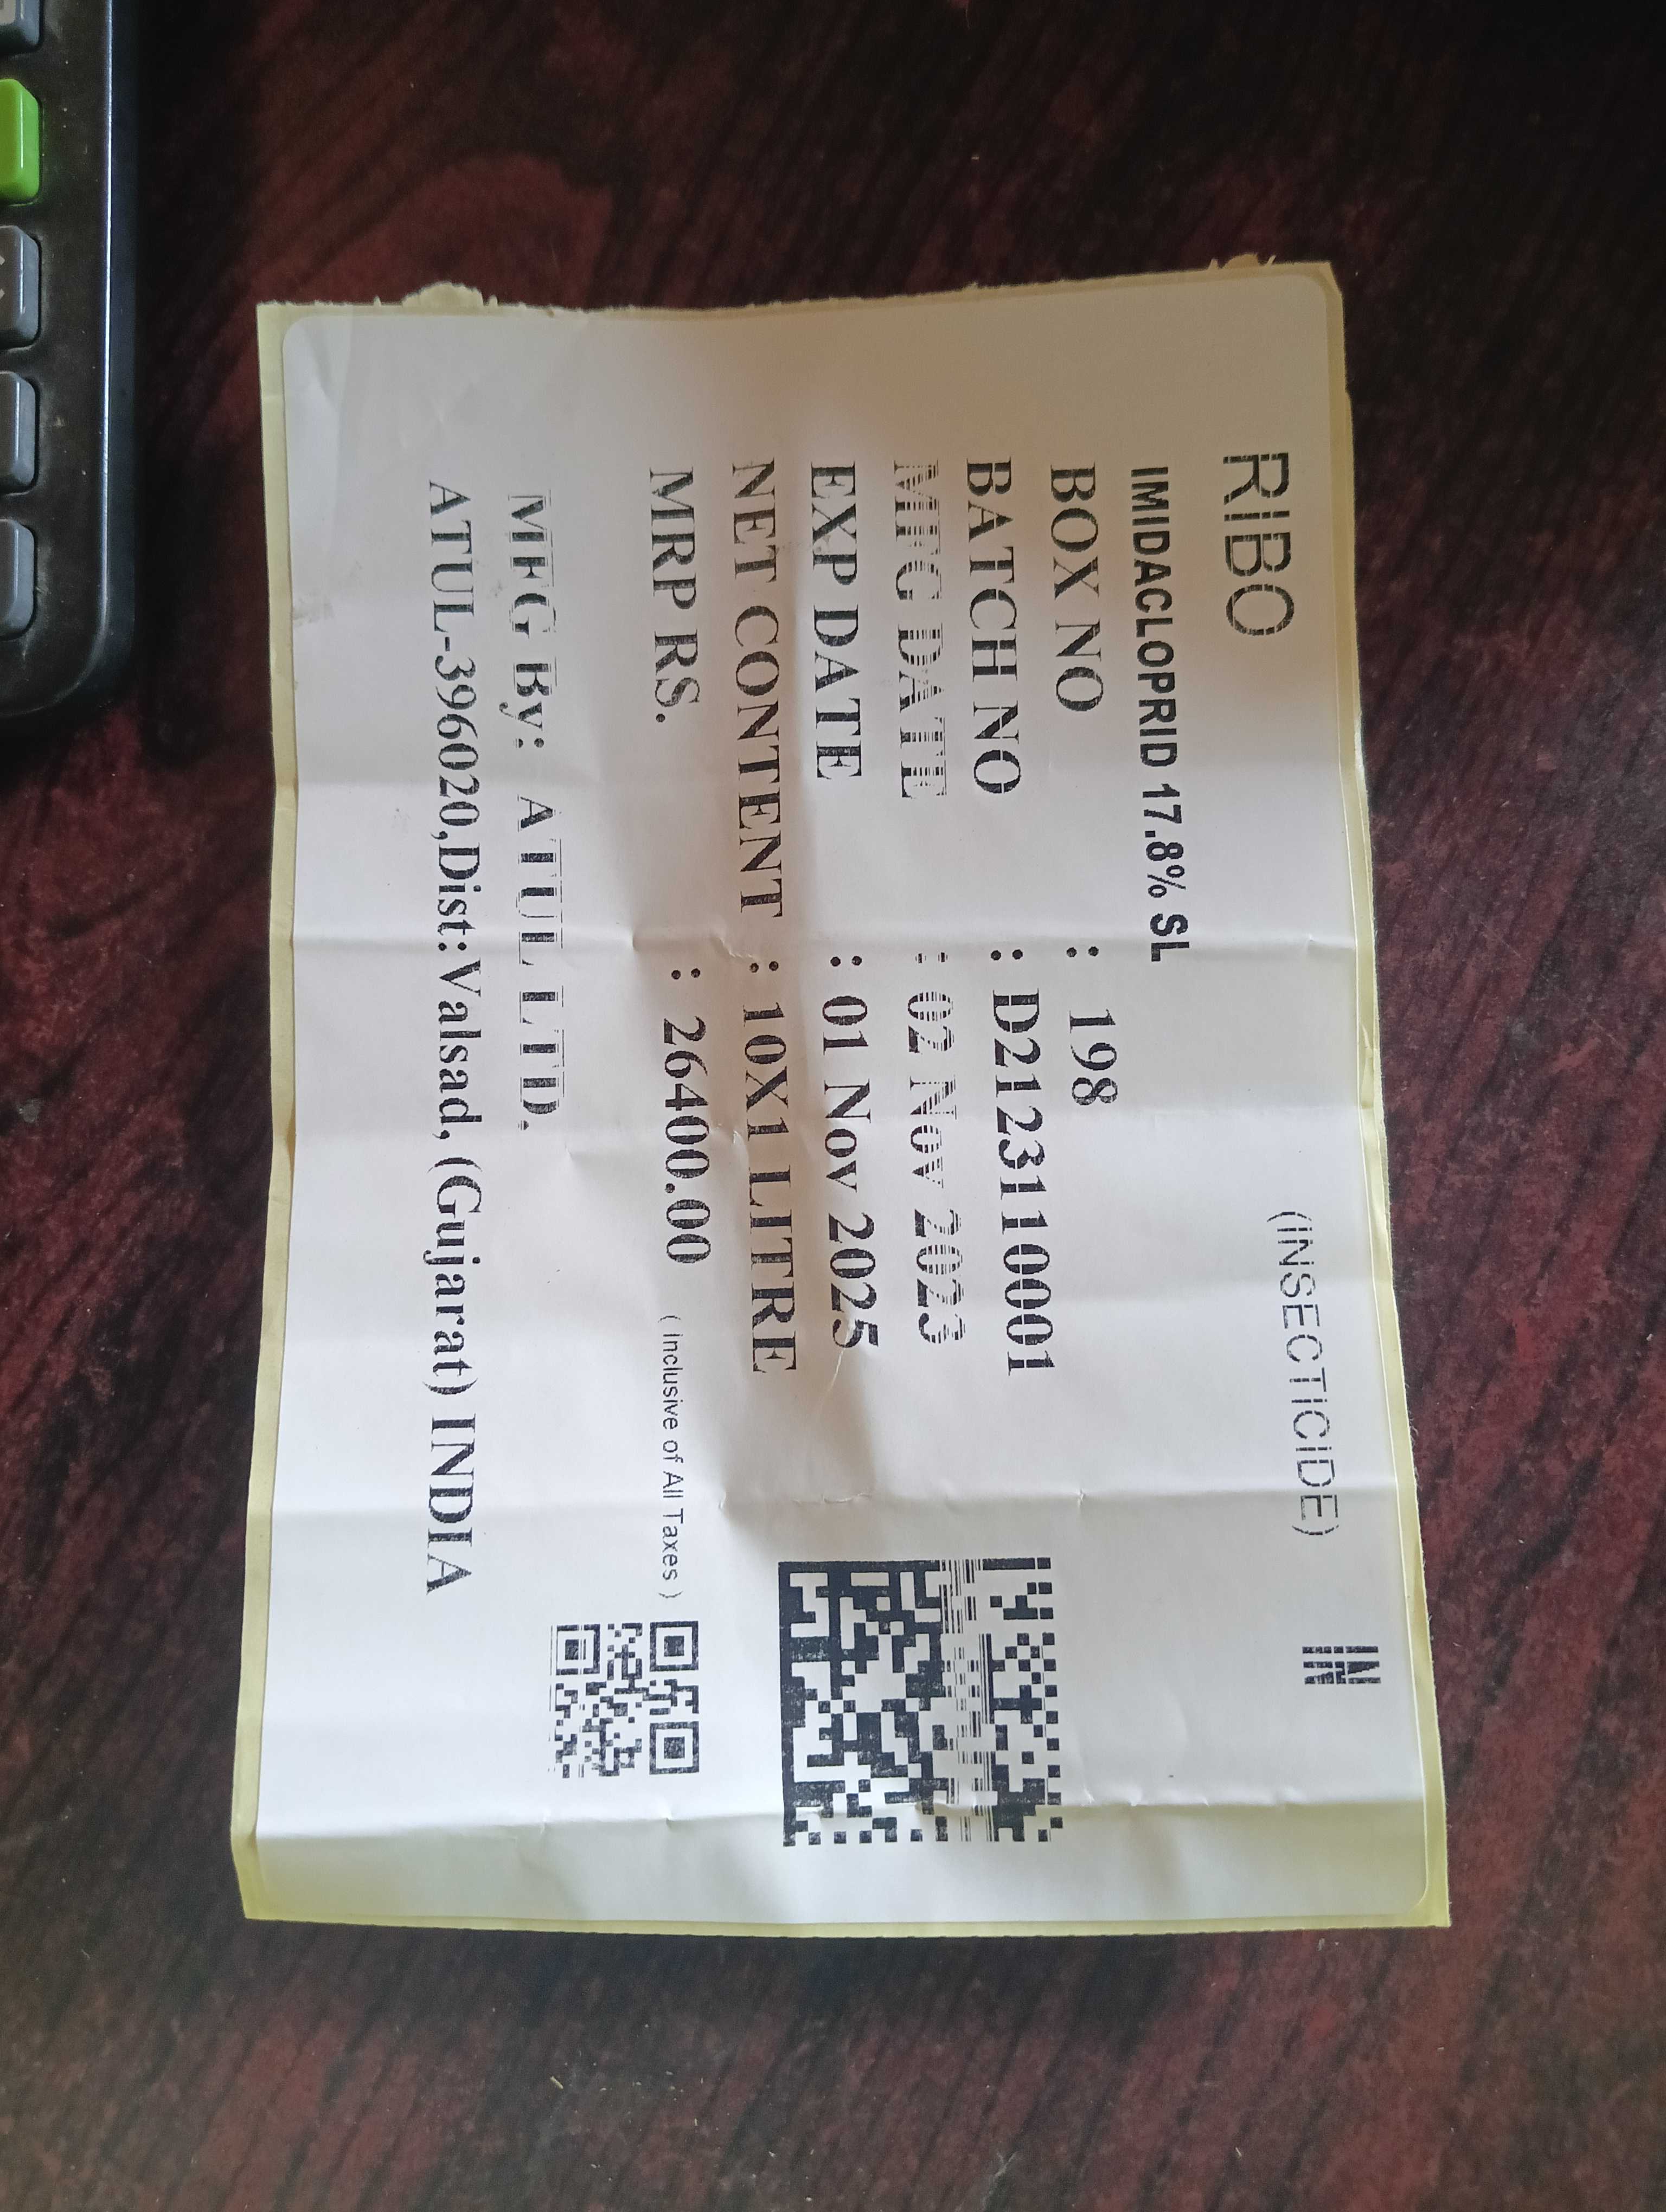 RIBO (INSECTICIDE) IN
IMIDACLOPRID 17.8% SL
BOX NO : 198
BATCH NO : D2123110001
MFG DATE : 02 Nov 2023
EXP DATE : 01 Nov 2025
NET CONTENT : 10X1 LITRE
MRP RS. : 26400.00 ( Inclusive of All Taxes )
MFG By: ATUL LTD.
ATUL-396020,Dist:Valsad, (Gujarat) INDIA